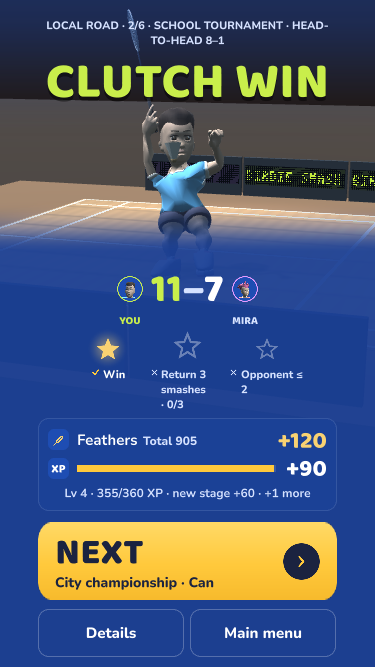 LOCAL ROAD · 2/6 · SCHOOL TOURNAMENT · HEAD-
TO-HEAD 8–1
CLUTCH WIN
11–7
YOU
MIRA
Win
Return 3
smashes
· 0/3
Opponent ≤
2
Feathers Total 905 +120
XP +90
Lv 4 · 355/360 XP · new stage +60 · +1 more
NEXT
City championship · Can
Details
Main menu